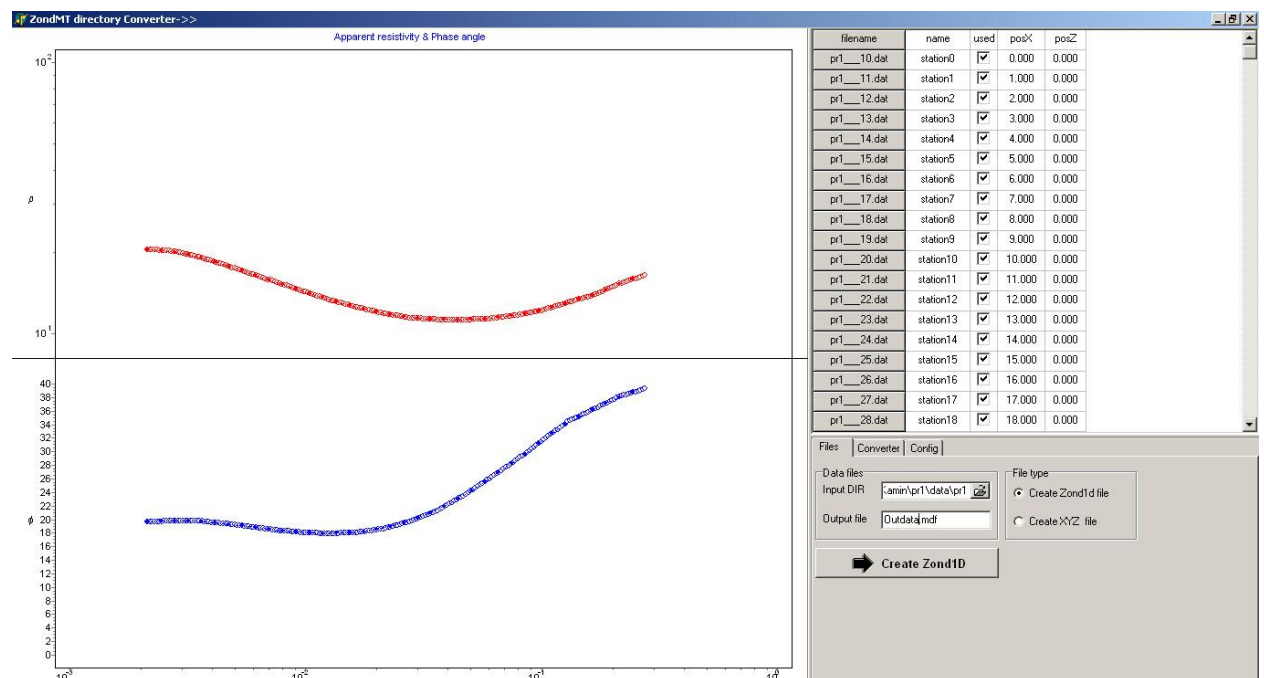 ZondMT directory Converter->>
Apparent resistivity & Phase angle
10²
ρ
10¹
40
38
36
34
32
30
28
26
24
22
ϕ 20
18
16
14
12
10
8
6
4
2
0
10⁻³ 10⁻² 10⁻¹ 10⁰
filename name used posX posZ
pr1___10.dat station0 0.000 0.000
pr1___11.dat station1 1.000 0.000
pr1___12.dat station2 2.000 0.000
pr1___13.dat station3 3.000 0.000
pr1___14.dat station4 4.000 0.000
pr1___15.dat station5 5.000 0.000
pr1___16.dat station6 6.000 0.000
pr1___17.dat station7 7.000 0.000
pr1___18.dat station8 8.000 0.000
pr1___19.dat station9 9.000 0.000
pr1___20.dat station10 10.000 0.000
pr1___21.dat station11 11.000 0.000
pr1___22.dat station12 12.000 0.000
pr1___23.dat station13 13.000 0.000
pr1___24.dat station14 14.000 0.000
pr1___25.dat station15 15.000 0.000
pr1___26.dat station16 16.000 0.000
pr1___27.dat station17 17.000 0.000
pr1___28.dat station18 18.000 0.000
Files Converter Config
Data files
Input DIR amin\pr1\data\pr1
Output file Outdata.mdf
File type
Create Zond1d file
Create XYZ file
Create Zond1D